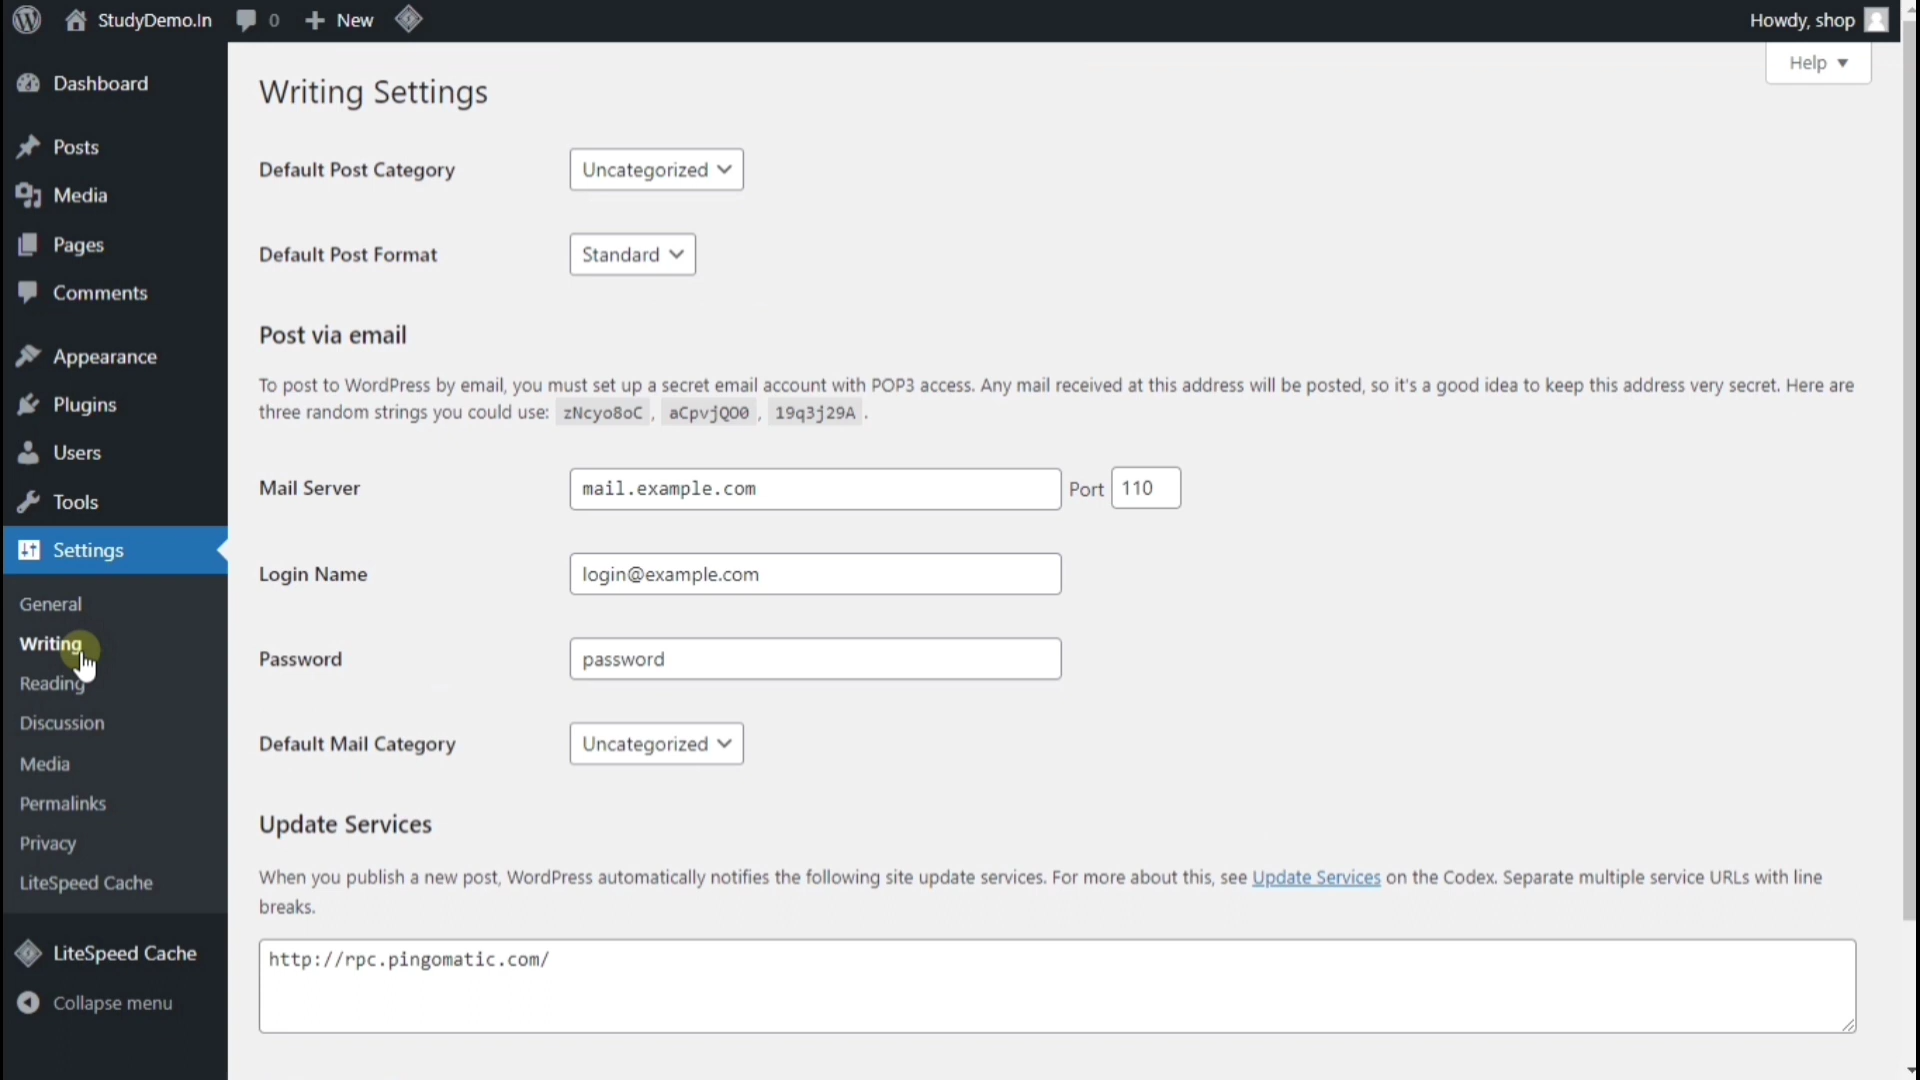 StudyDemo.In 0 New Howdy, shop
Help
Dashboard
Posts
Media
Pages
Comments
Appearance
Plugins
Users
Tools
Settings
General
Writing
Reading
Discussion
Media
Permalinks
Privacy
LiteSpeed Cache
LiteSpeed Cache
Collapse menu
Writing Settings
Default Post Category Uncategorized
Default Post Format Standard
Post via email
To post to WordPress by email, you must set up a secret email account with POP3 access. Any mail received at this address will be posted, so it's a good idea to keep this address very secret. Here are
three random strings you could use: zNcyo8oC , aCpvjQO0 , 19q3j29A .
Mail Server mail.example.com Port 110
Login Name login@example.com
Password password
Default Mail Category Uncategorized
Update Services
When you publish a new post, WordPress automatically notifies the following site update services. For more about this, see Update Services on the Codex. Separate multiple service URLs with line
breaks.
http://rpc.pingomatic.com/